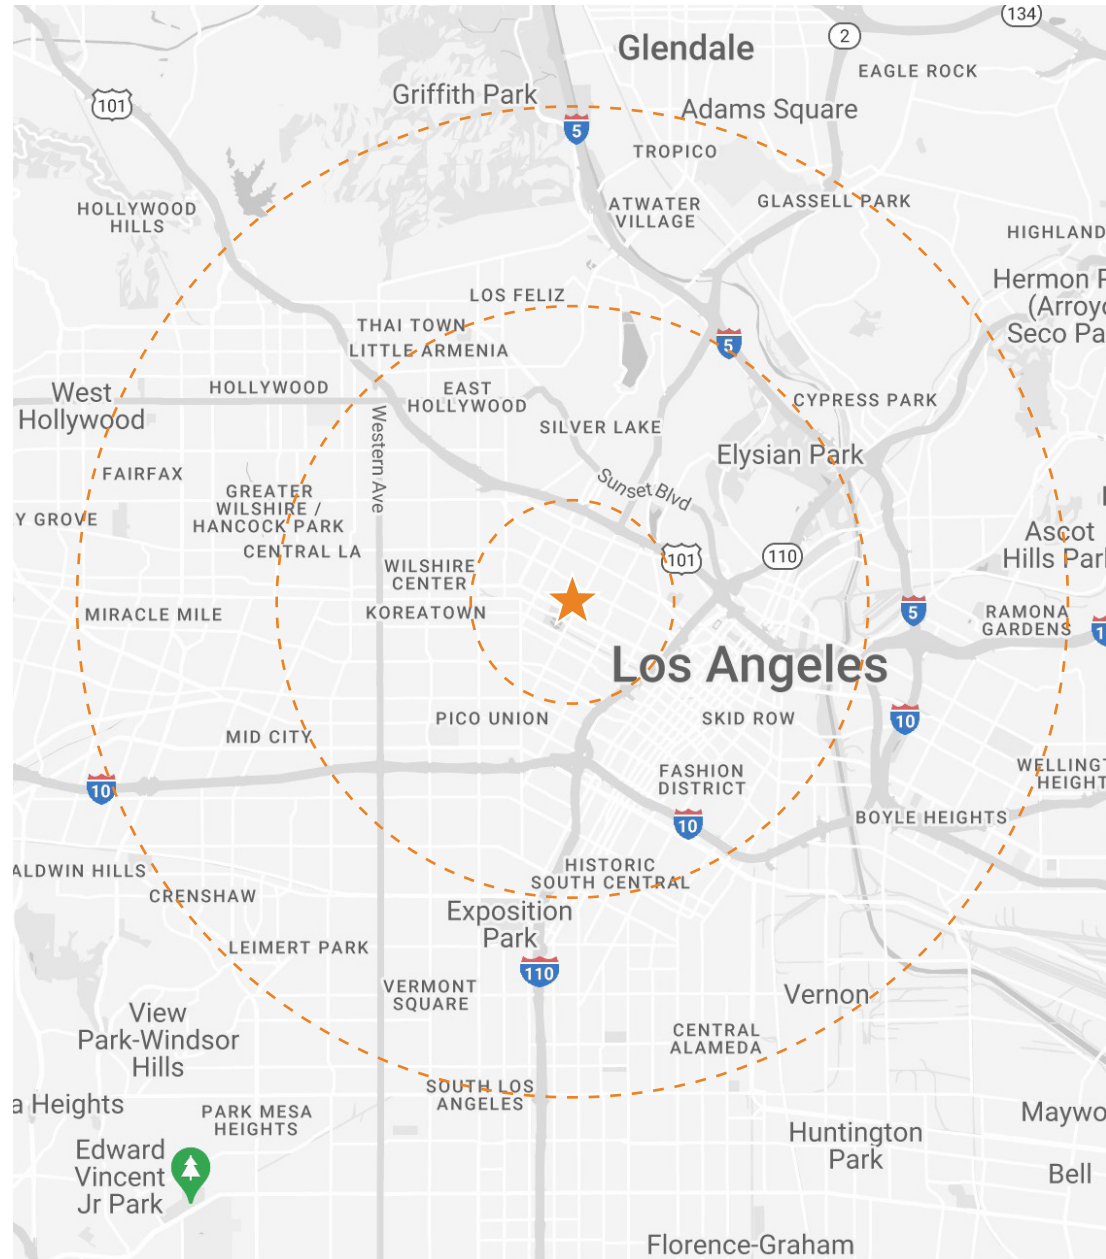 134
2
Glendale
EAGLE ROCK
Griffith Park
101
Adams Square
5
TROPICO
HOLLYWOOD
HILLS
ATWATER
VILLAGE
GLASSELL PARK
HIGHLAND
Hermon P
(Arroyo
Seco Pa
LOS FELIZ
THAI TOWN
LITTLE ARMENIA
5
West
Hollywood
HOLLYWOOD
EAST
HOLLYWOOD
CYPRESS PARK
Western Ave
SILVER LAKE
Elysian Park
FAIRFAX
GREATER
WILSHIRE /
HANCOCK PARK
Sunset Blvd
Y GROVE
CENTRAL LA
Ascot
Hills Park
WILSHIRE
CENTER
101
110
KOREATOWN
MIRACLE MILE
5
RAMONA
GARDENS
1
Los Angeles
PICO UNION
SKID ROW
10
MID CITY
FASHION
DISTRICT
WELLINGT
HEIGHT
10
10
BOYLE HEIGHTS
ALDWIN HILLS
HISTORIC
SOUTH CENTRAL
CRENSHAW
Exposition
Park
LEIMERT PARK
110
VERMONT
SQUARE
Vernon
View
Park-Windsor
Hills
CENTRAL
ALAMEDA
SOUTH LOS
ANGELES
a Heights
PARK MESA
HEIGHTS
Maywo
Edward
Vincent
Jr Park
Huntington
Park
Bell
Florence-Graham